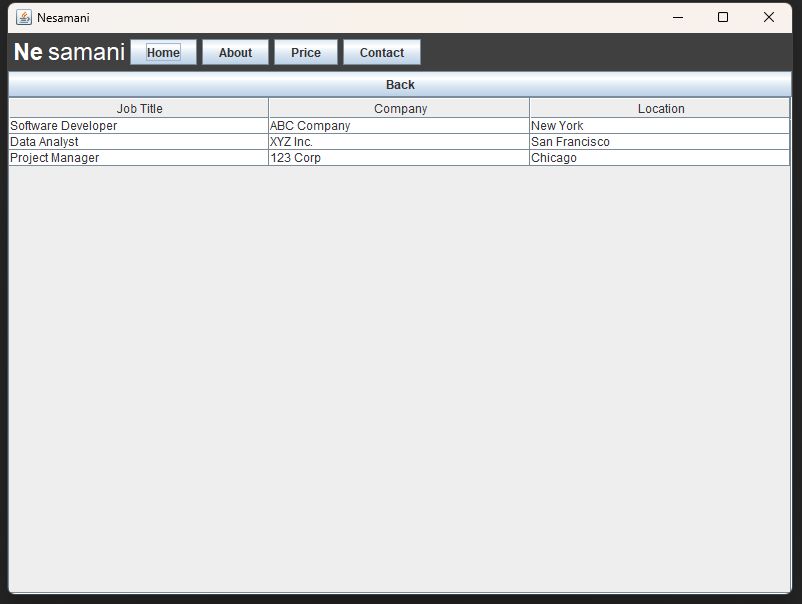 Nesamani
Ne samani Home About Price Contact
Back
Job Title Company Location
Software Developer ABC Company New York
Data Analyst XYZ Inc. San Francisco
Project Manager 123 Corp Chicago